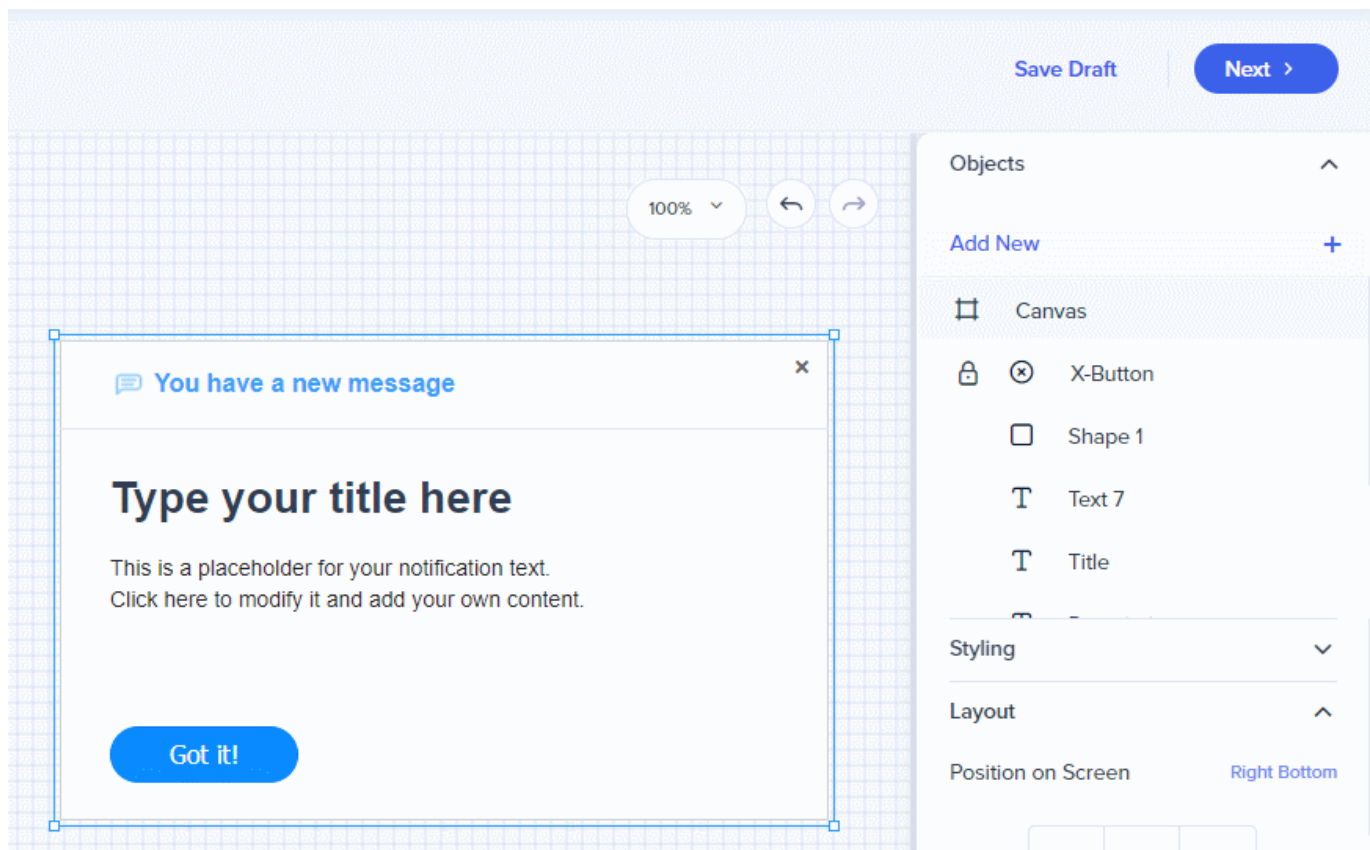 Save Draft
Next
Objects
100%
Add New
Canvas
You have a new message
X-Button
Shape 1
Type your title here
Text 7
Title
This is a placeholder for your notification text.
Click here to modify it and add your own content.
Styling
Layout
Got it!
Position on Screen
Right Bottom